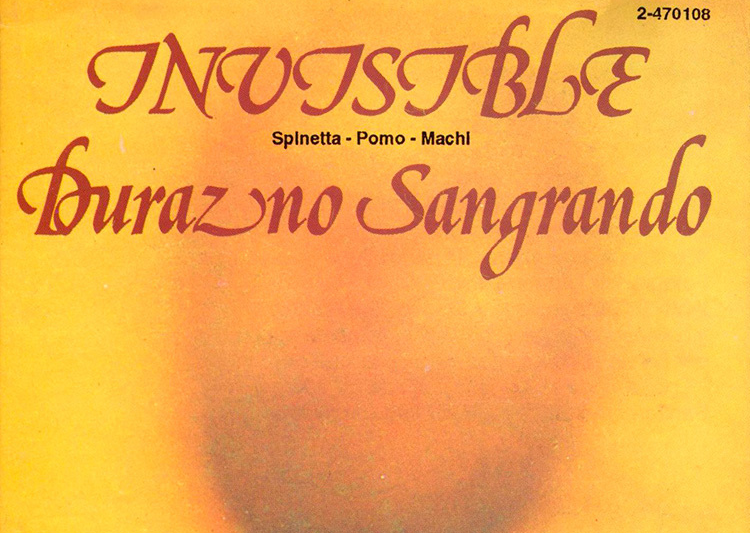 2-470108
INVISIBLE
Spinetta - Pomo - Machi
Durazno Sangrando